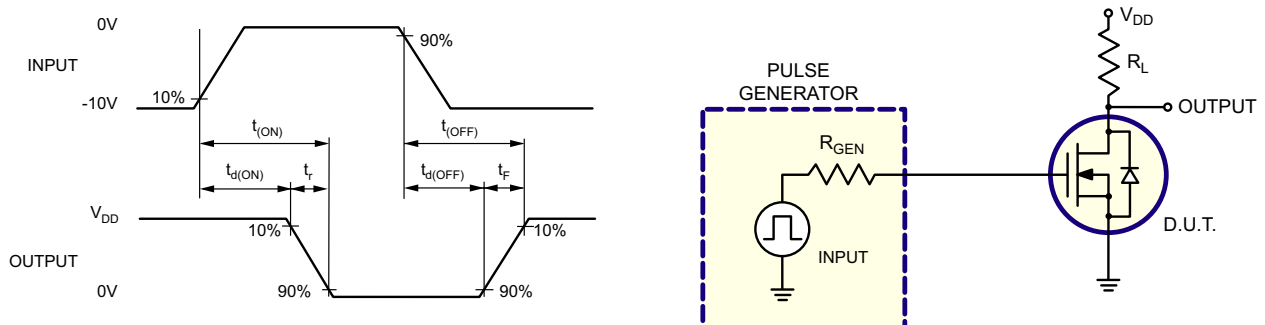 0V
INPUT
-10V
10%
90%
t(ON)
t(OFF)
td(ON)
tr
td(OFF)
tF
VDD
OUTPUT
0V
10%
90%
10%
90%
PULSE
GENERATOR
RGEN
INPUT
VDD
RL
OUTPUT
D.U.T.